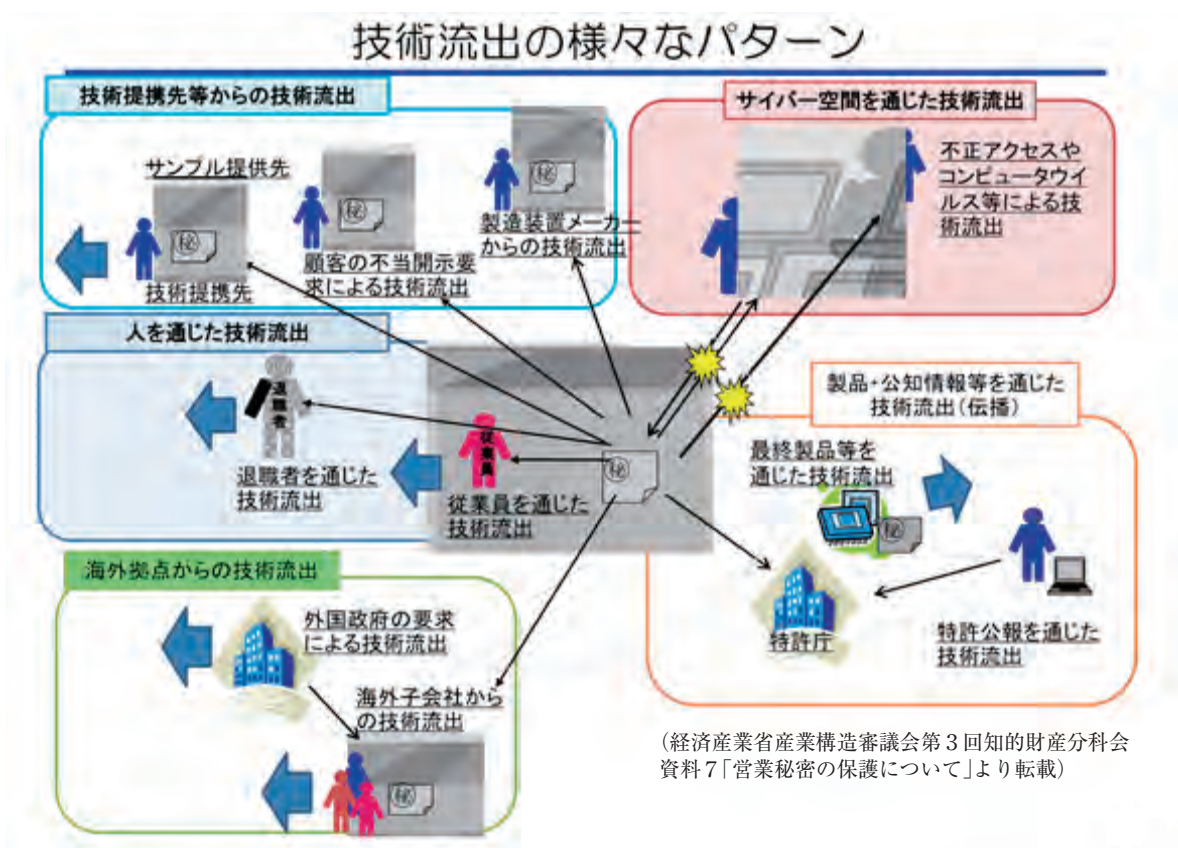 技術流出の様々なパターン
技術提携先等からの技術流出
サンプル提供先
秘
技術提携先
秘
顧客の不当開示要
求による技術流出
秘
製造装置メーカー
からの技術流出
サイバー空間を通じた技術流出
不正アクセスや
コンピュータウイ
ルス等による技
術流出
人を通じた技術流出
退職者
退職者を通じた
技術流出
従業員
従業員を通じた
技術流出
秘
製品・公知情報等を通じた
技術流出(伝播)
最終製品等を
通じた技術流出
秘
特許庁
特許公報を通じた
技術流出
海外拠点からの技術流出
外国政府の要求
による技術流出
海外子会社から
の技術流出
秘
(経済産業省産業構造審議会第3回知的財産分科会
資料7「営業秘密の保護について」より転載)